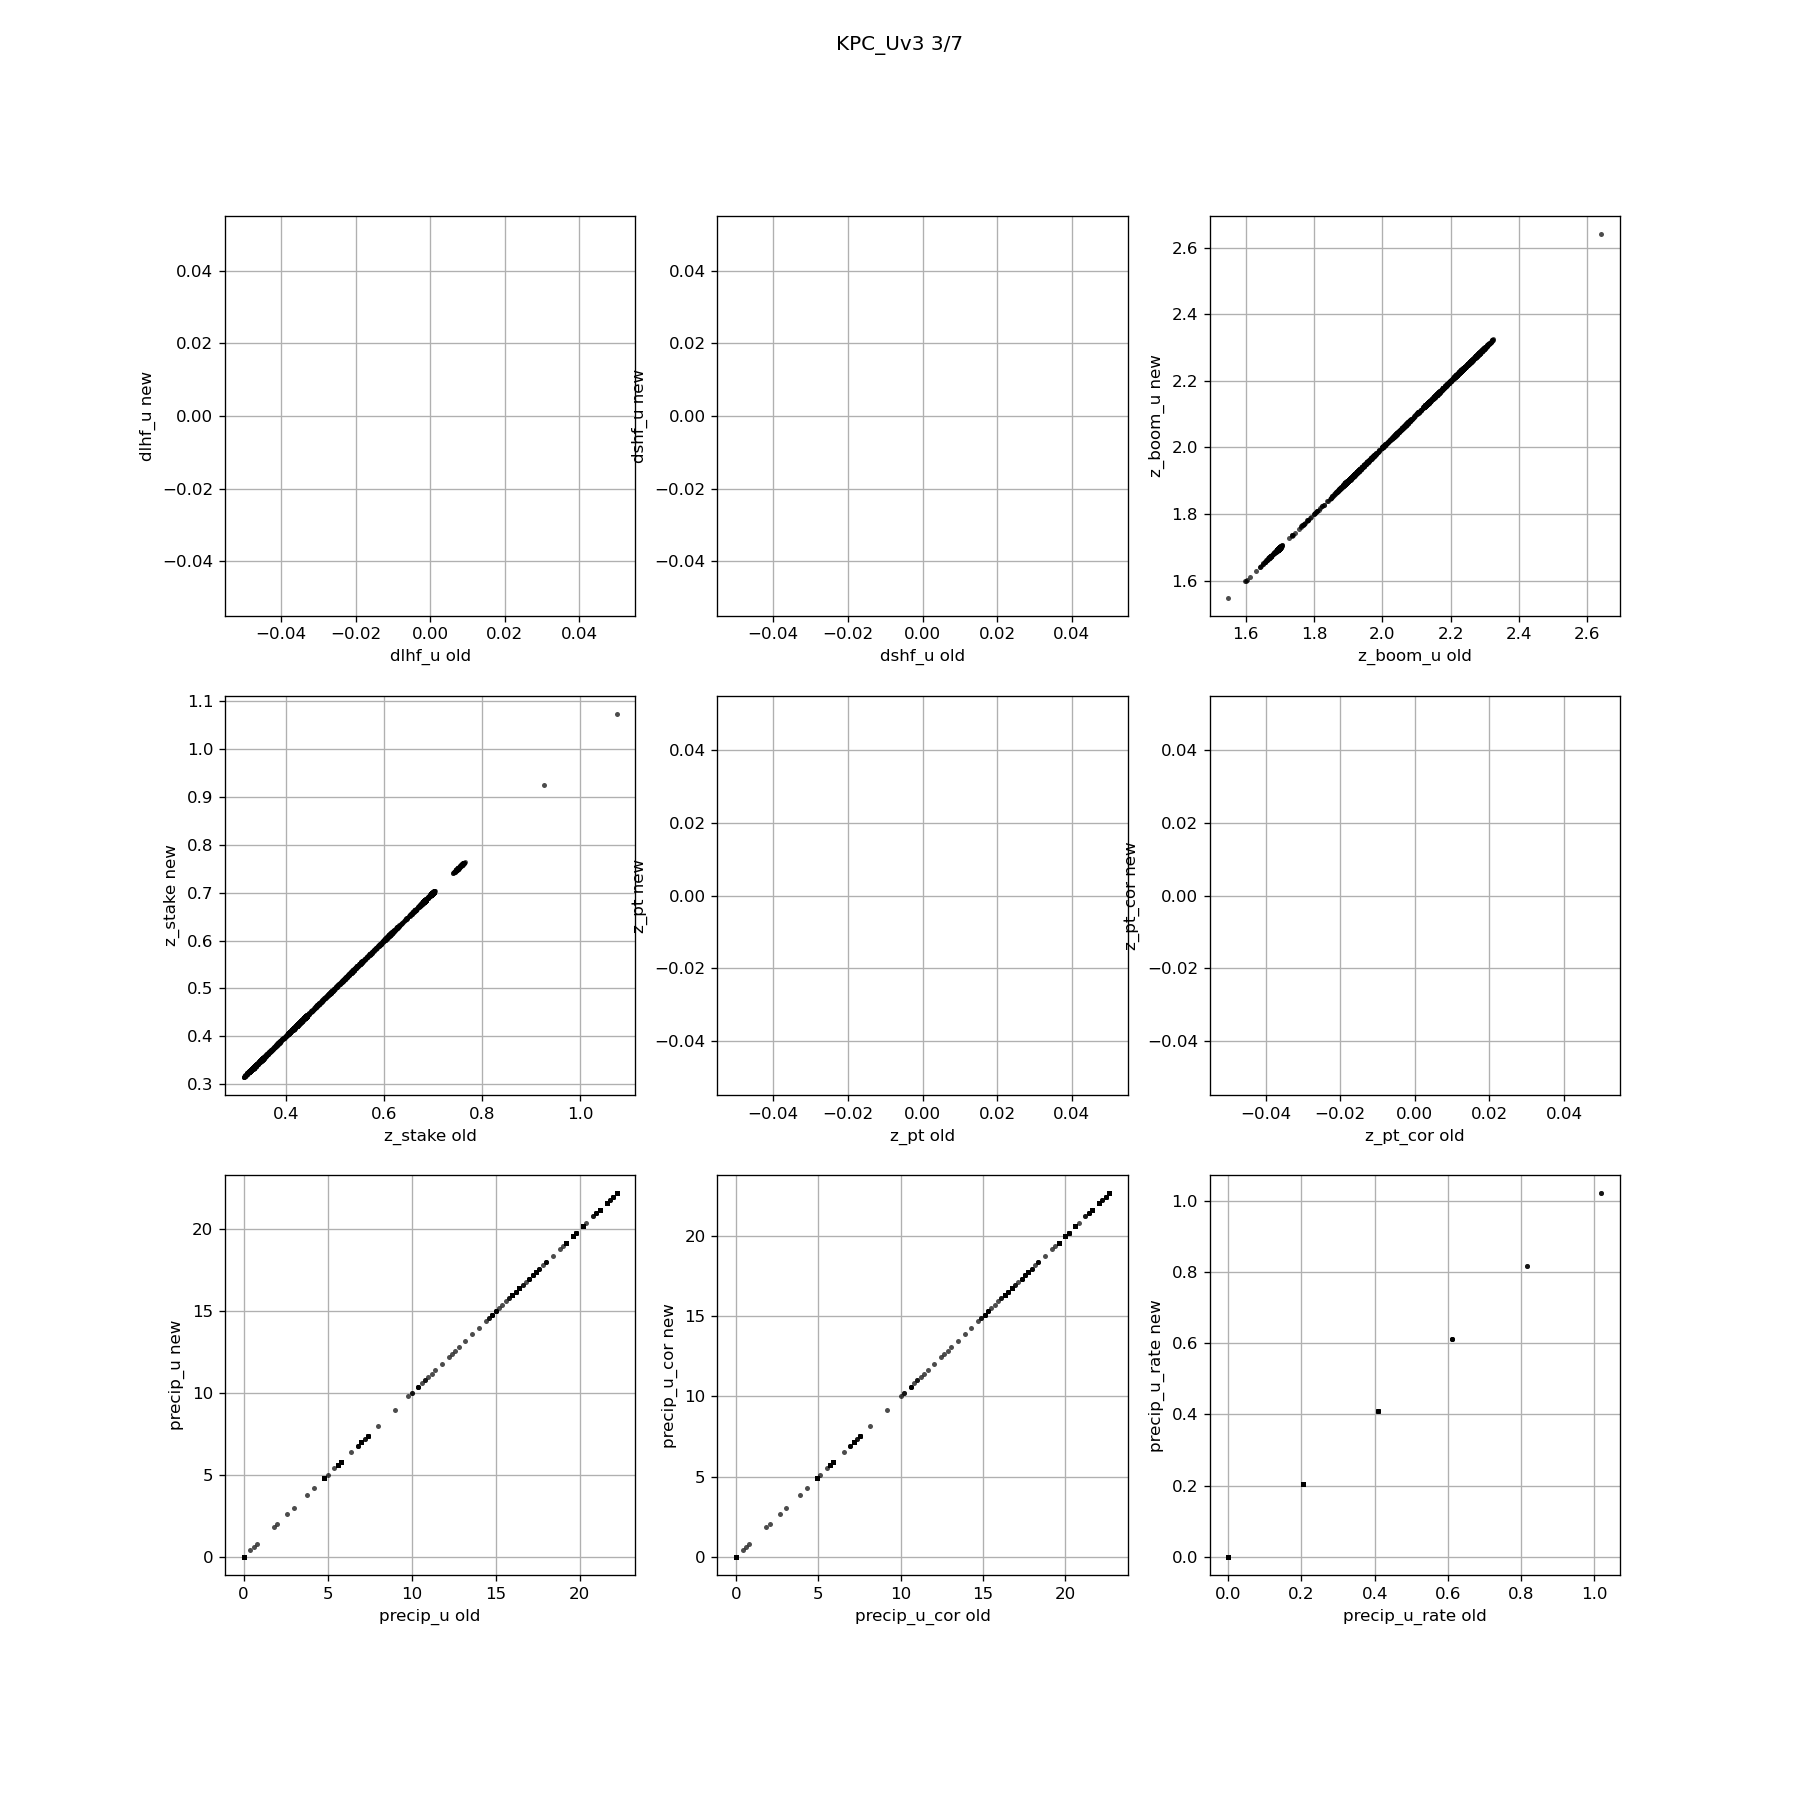 KPC_Uv3 3/7
dlhf_u new
0.04
0.02
0.00
−0.02
−0.04
−0.04 −0.02 0.00 0.02 0.04
dlhf_u old
dshf_u new
0.04
0.02
0.00
−0.02
−0.04
−0.04 −0.02 0.00 0.02 0.04
dshf_u old
z_boom_u new
2.6
2.4
2.2
2.0
1.8
1.6
1.6 1.8 2.0 2.2 2.4 2.6
z_boom_u old
z_stake new
1.1
1.0
0.9
0.8
0.7
0.6
0.5
0.4
0.3
0.4 0.6 0.8 1.0
z_stake old
z_pt new
0.04
0.02
0.00
−0.02
−0.04
−0.04 −0.02 0.00 0.02 0.04
z_pt old
z_pt_cor new
0.04
0.02
0.00
−0.02
−0.04
−0.04 −0.02 0.00 0.02 0.04
z_pt_cor old
precip_u new
20
15
10
5
0
0 5 10 15 20
precip_u old
precip_u_cor new
20
15
10
5
0
0 5 10 15 20
precip_u_cor old
precip_u_rate new
1.0
0.8
0.6
0.4
0.2
0.0
0.0 0.2 0.4 0.6 0.8 1.0
precip_u_rate old